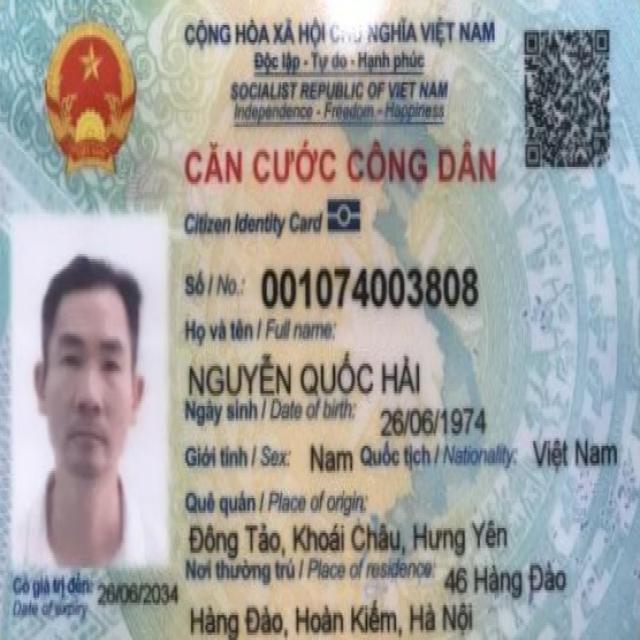 CỘNG HÒA XÃ HỘI CHỦ NGHĨA VIỆT NAM
Độc lập - Tự do - Hạnh phúc
SOCIALIST REPUBLIC OF VIET NAM
Independence - Freedom - Happiness
CĂN CƯỚC CÔNG DÂN
Citizen Identity Card
Số / No.: 001074003808
Họ và tên / Full name:
NGUYỄN QUỐC HẢI
Ngày sinh / Date of birth: 26/06/1974
Giới tính / Sex: Nam Quốc tịch / Nationality: Việt Nam
Quê quán / Place of origin:
Đông Tảo, Khoái Châu, Hưng Yên
Nơi thường trú / Place of residence: 46 Hàng Đào
Hàng Đào, Hoàn Kiếm, Hà Nội
Có giá trị đến: 26/06/2034
Date of expiry